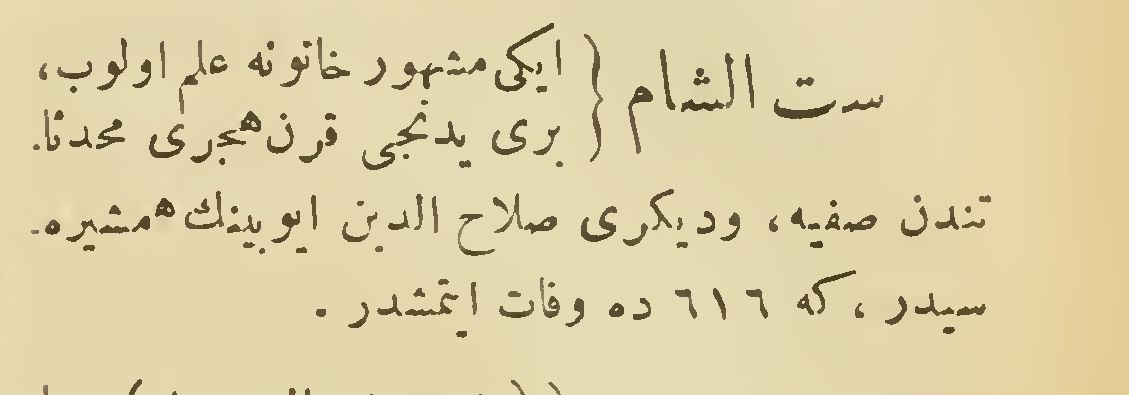 ست الشام { ایکی مشهور خاتونه علم اولوب،
بری یدنجی قرن هجری محدثا-
تندن صفیه، ودیکری صلاح الدین ایوبینك همشیره-
سیدر، که ٦١٦ ده وفات ایتمشدر.